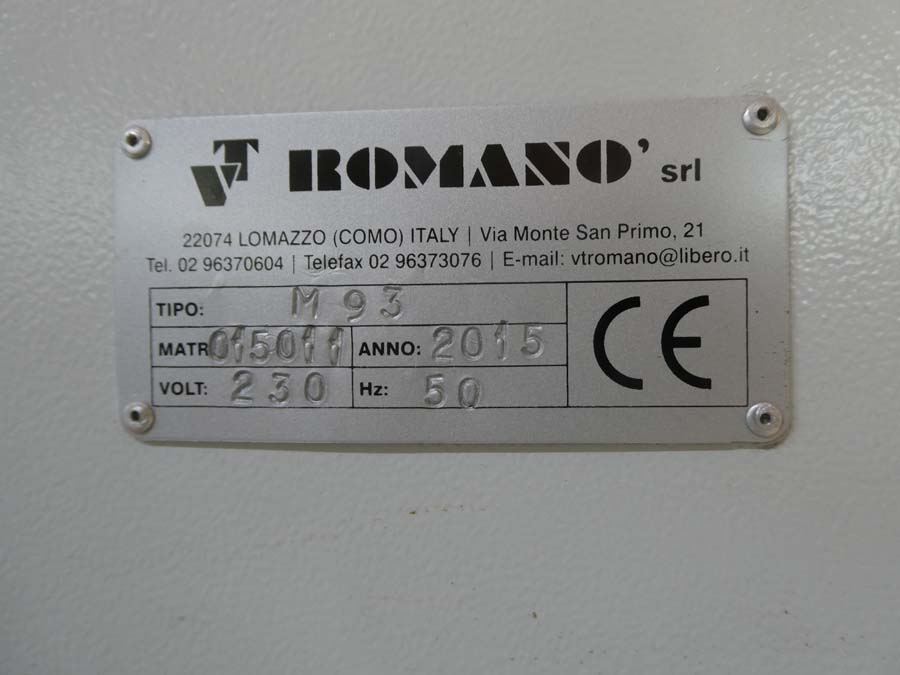 VT ROMANO' srl
22074 LOMAZZO (COMO) ITALY | Via Monte San Primo, 21
Tel. 02 96370604 | Telefax 02 96373076 | E-mail: vtromano@libero.it
TIPO: M 93
MATR 015011 ANNO: 2015
VOLT: 230 Hz: 50
CE